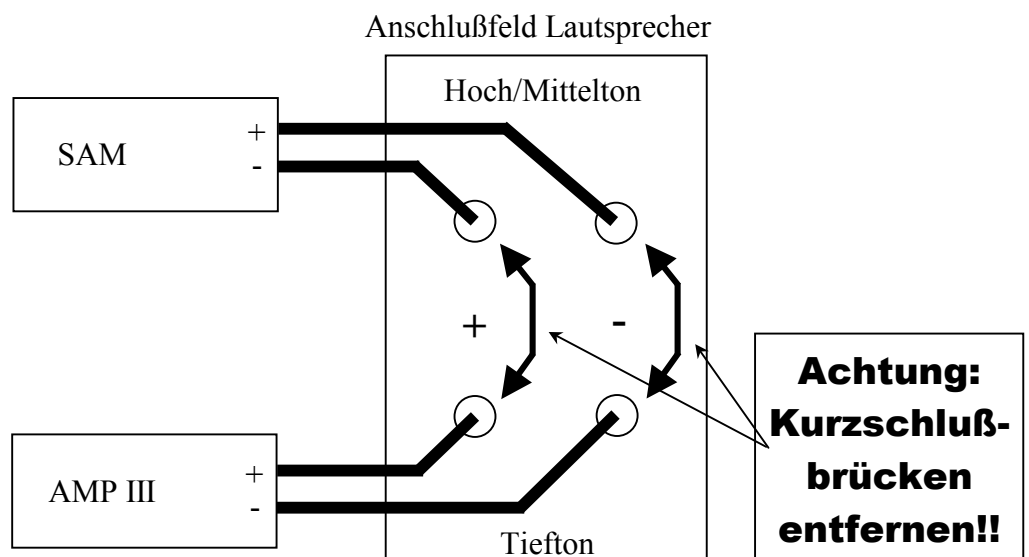 Anschlußfeld Lautsprecher
Hoch/Mittelton
SAM
+
-
+
-
Achtung:
Kurzschluß-
brücken
entfernen!!
AMP III
+
-
Tiefton